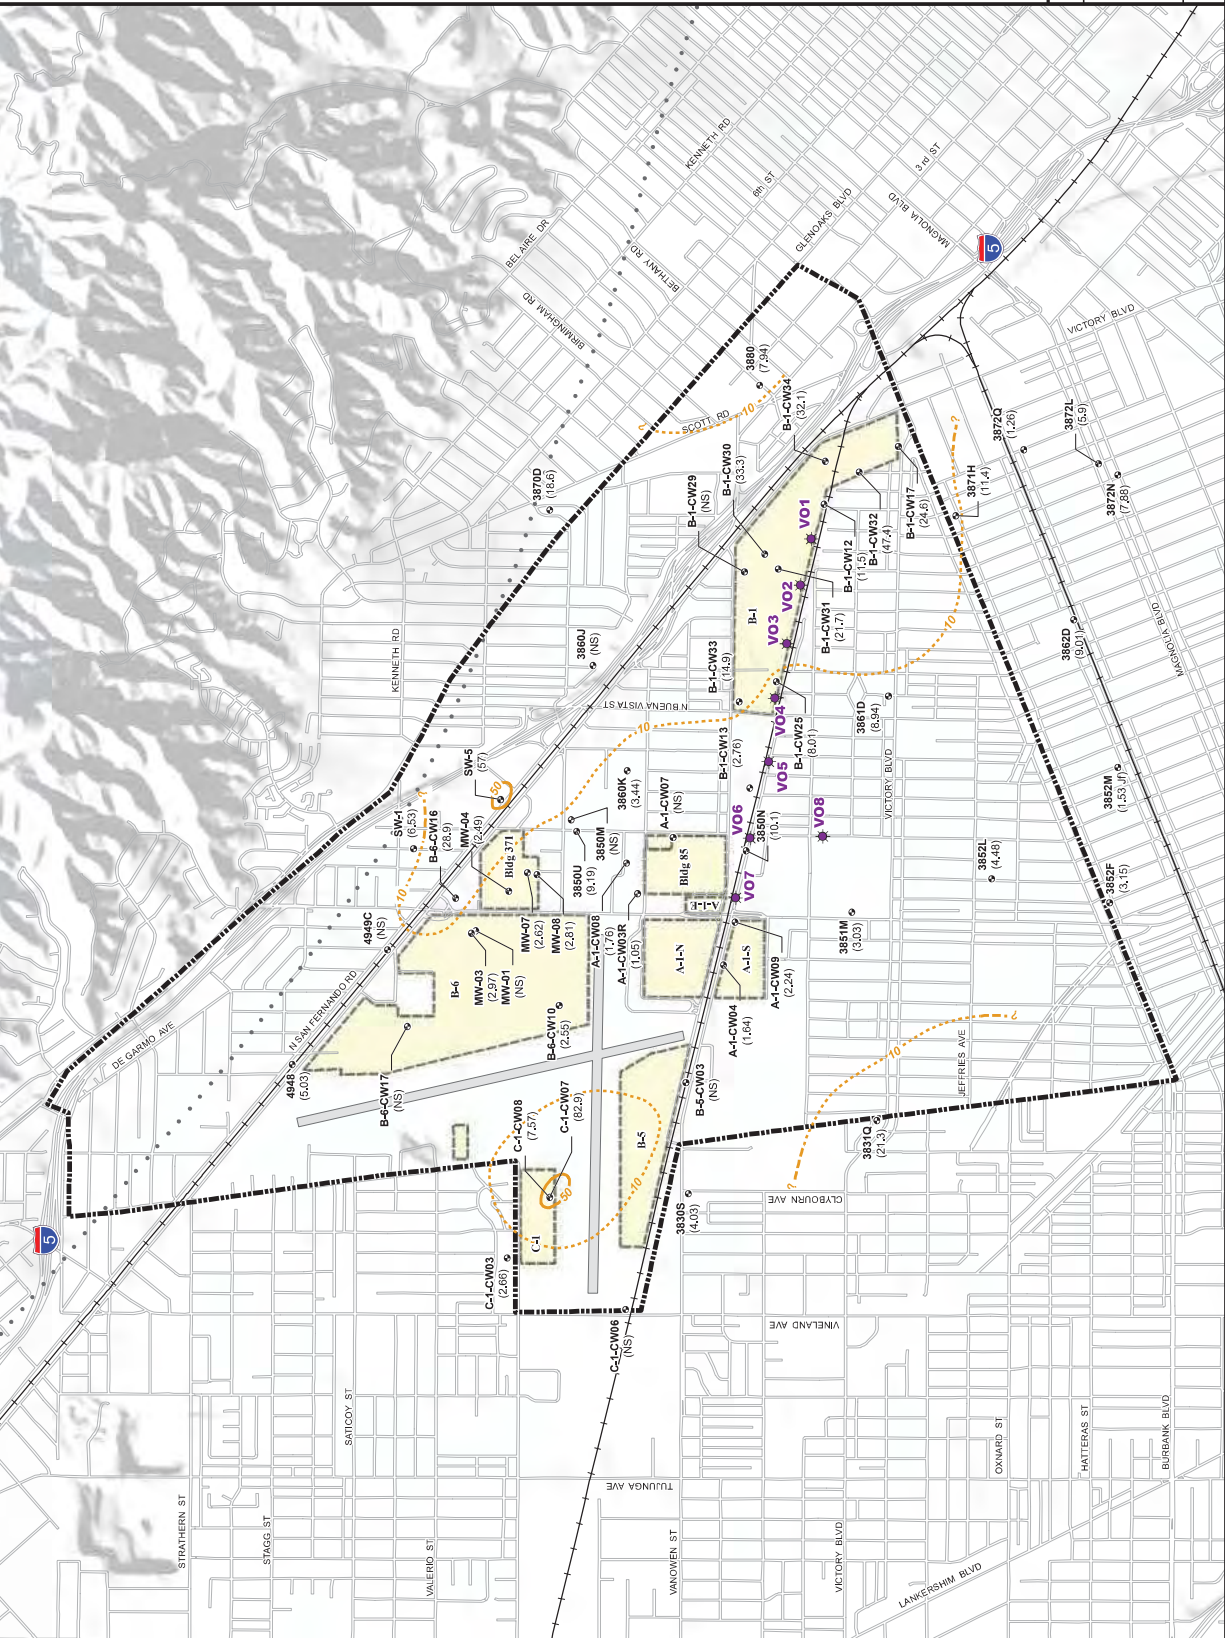 KENNETH RD
6th ST
3 rd ST
GLENOAKS BLVD
MAGNOLIA BLVD
BEL AIRE DR
BETHANY RD
BIRMINGHAM RD
5
VICTORY BLVD
3880
(7.94)
SCOTT RD
10
?
B-1-CW34
(32.1)
3870D
(18.6)
B-1-CW30
(33.3)
B-1-CW29
(NS)
3872Q
(1.26)
3872L
(5.9)
3872N
(7.88)
3871H
(11.4)
?
B-1-CW17
(24.6)
B-1-CW32
(47.4)
B-1-CW12
(11.5)
VO1
VO2
VO3
B-1
B-1-CW31
(21.7)
10
3862D
(9.01)
MAGNOLIA BLVD
KENNETH RD
3860J
(NS)
B-1-CW33
(14.9)
N BUENA VISTA ST
10
VO4
B-1-CW25
(8.01)
3861D
(8.94)
B-1-CW13
(2.76)
VO5
VICTORY BLVD
SW-5
(57)
50
3860K
(3.44)
A-1-CW07
(NS)
VO6
VO8
3850N
(10.1)
3852M
(1.53 Jf)
SW-1
(6.53)
?
B-6-CW16
(28.9)
MW-04
(2.49)
Bldg 371
3850M
(NS)
3850U
(9.19)
Bldg 85
VO7
3852L
(4.48)
3852F
(3.15)
10
4949C
(NS)
MW-07
(2.62)
MW-08
(2.81)
A-1-CW08
(1.76)
A-1-CW03R
(1.05)
A-1-E
A-1-N
A-1-S
3851M
(3.03)
B-6
MW-03
(2.97)
MW-01
(NS)
A-1-CW09
(2.24)
A-1-CW04
(1.64)
N SAN FERNANDO RD
DE GARMO AVE
B-6-CW10
(2.55)
?
10
JEFFRIES AVE
4948
(5.03)
B-6-CW17
(NS)
B-5-CW03
(NS)
C-1-CW08
(7.57)
C-1-CW07
(82.9)
B-5
3831Q
(21.3)
?
50
10
CLYBOURN AVE
3830S
(4.03)
5
C-1
C-1-CW03
(2.66)
C-1-CW06
(NS)
VINELAND AVE
SATICOY ST
OXNARD ST
HATTERAS ST
BURBANK BLVD
TUJUNGA AVE
STRATHERN ST
STAGG ST
VALERIO ST
VANOWEN ST
VICTORY BLVD
LANKERSHIM BLVD